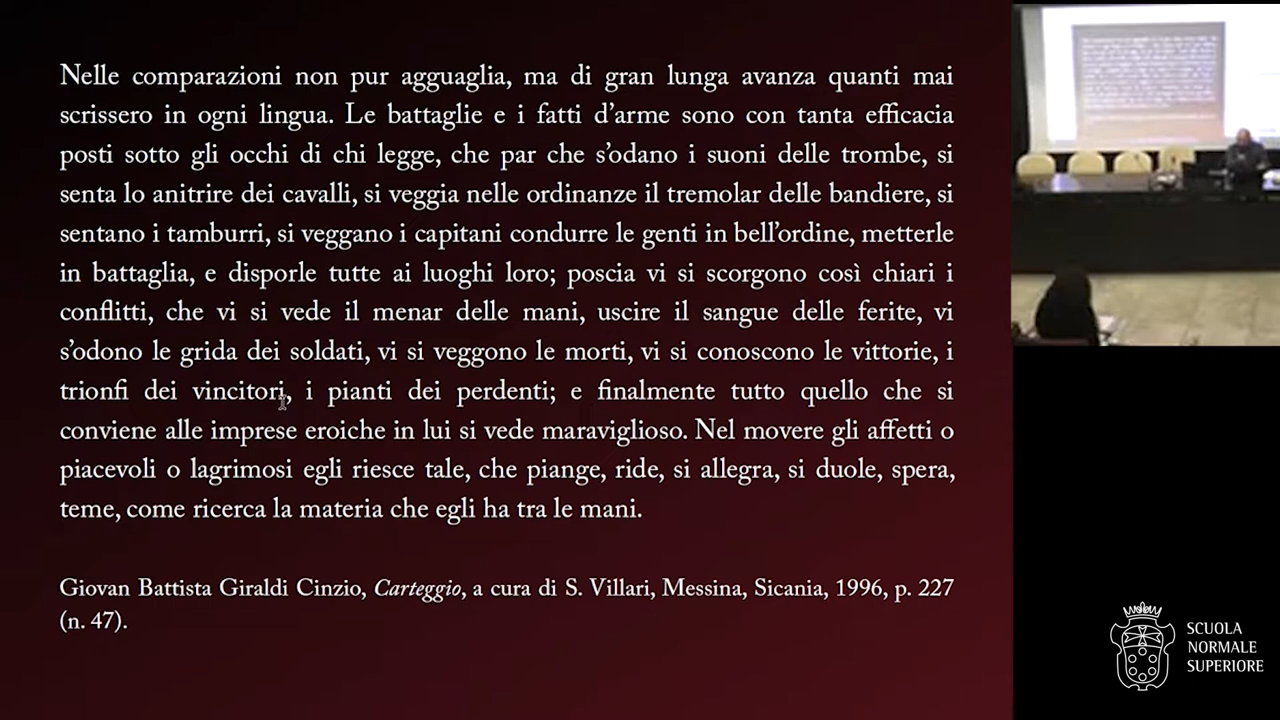 Nelle comparazioni non pur agguaglia, ma di gran lunga avanza quanti mai
scrissero in ogni lingua. Le battaglie e i fatti d'arme sono con tanta efficacia
posti sotto gli occhi di chi legge, che par che s'odano i suoni delle trombe, si
senta lo anitrire dei cavalli, si veggia nelle ordinanze il tremolar delle bandiere, si
sentano i tamburri, si veggano i capitani condurre le genti in bell'ordine, metterle
in battaglia, e disporle tutte ai luoghi loro; poscia vi si scorgono così chiari i
conflitti, che vi si vede il menar delle mani, uscire il sangue delle ferite, vi
s'odono le grida dei soldati, vi si veggono le morti, vi si conoscono le vittorie, i
trionfi dei vincitori, i pianti dei perdenti; e finalmente tutto quello che si
conviene alle imprese eroiche in lui si vede maraviglioso. Nel movere gli affetti o
piacevoli o lagrimosi egli riesce tale, che piange, ride, si allegra, si duole, spera,
teme, come ricerca la materia che egli ha tra le mani.
Giovan Battista Giraldi Cinzio, Carteggio, a cura di S. Villari, Messina, Sicania, 1996, p. 227
(n. 47).
SCUOLA
NORMALE
SUPERIORE